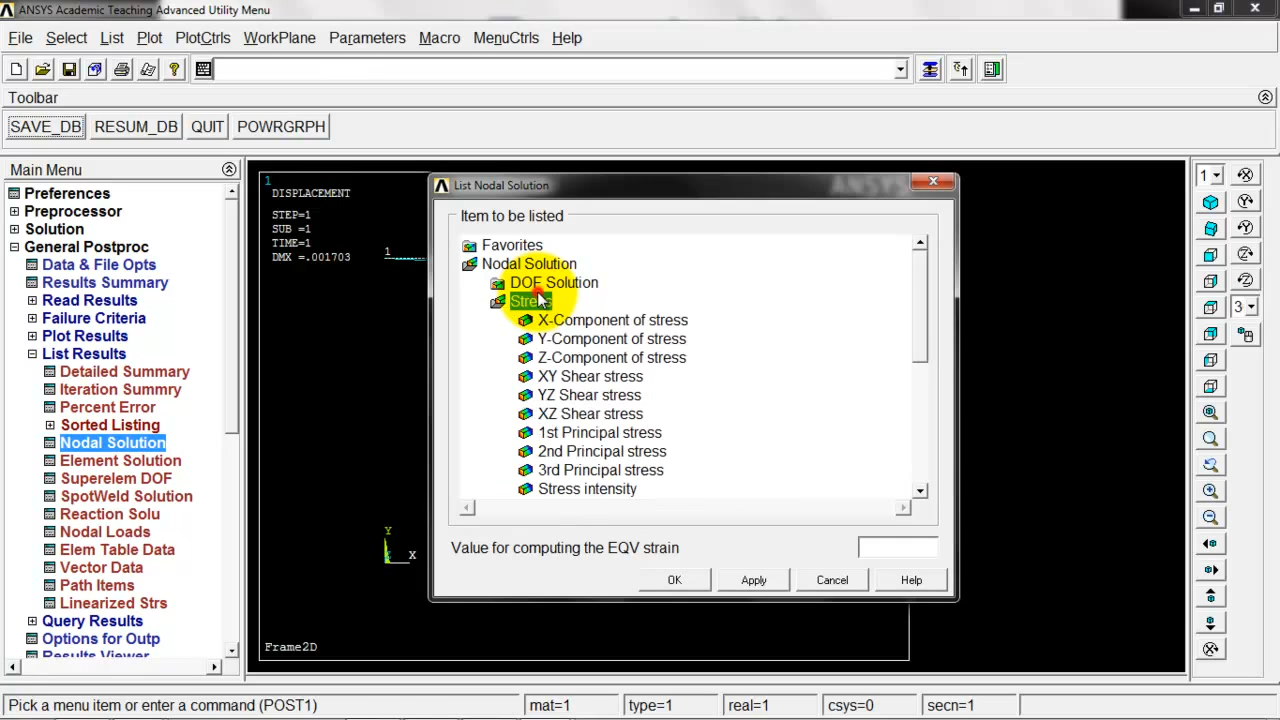 ANSYS Academic Teaching Advanced Utility Menu
File Select List Plot PlotCtrls WorkPlane Parameters Macro MenuCtrls Help
Toolbar
SAVE_DB RESUM_DB QUIT POWRGRPH
Main Menu
Preferences
Preprocessor
Solution
General Postproc
Data & File Opts
Results Summary
Read Results
Failure Criteria
Plot Results
List Results
Detailed Summary
Iteration Summry
Percent Error
Sorted Listing
Nodal Solution
Element Solution
Superelem DOF
SpotWeld Solution
Reaction Solu
Nodal Loads
Elem Table Data
Vector Data
Path Items
Linearized Strs
Query Results
Options for Outp
Results Viewer
1
DISPLACEMENT
STEP=1
SUB =1
TIME=1
DMX =.001703
1
Y
X
Frame2D
List Nodal Solution
Item to be listed
Favorites
Nodal Solution
DOF Solution
Stress
X-Component of stress
Y-Component of stress
Z-Component of stress
XY Shear stress
YZ Shear stress
XZ Shear stress
1st Principal stress
2nd Principal stress
3rd Principal stress
Stress intensity
Value for computing the EQV strain
OK Apply Cancel Help
1
3
Pick a menu item or enter a command (POST1) mat=1 type=1 real=1 csys=0 secn=1